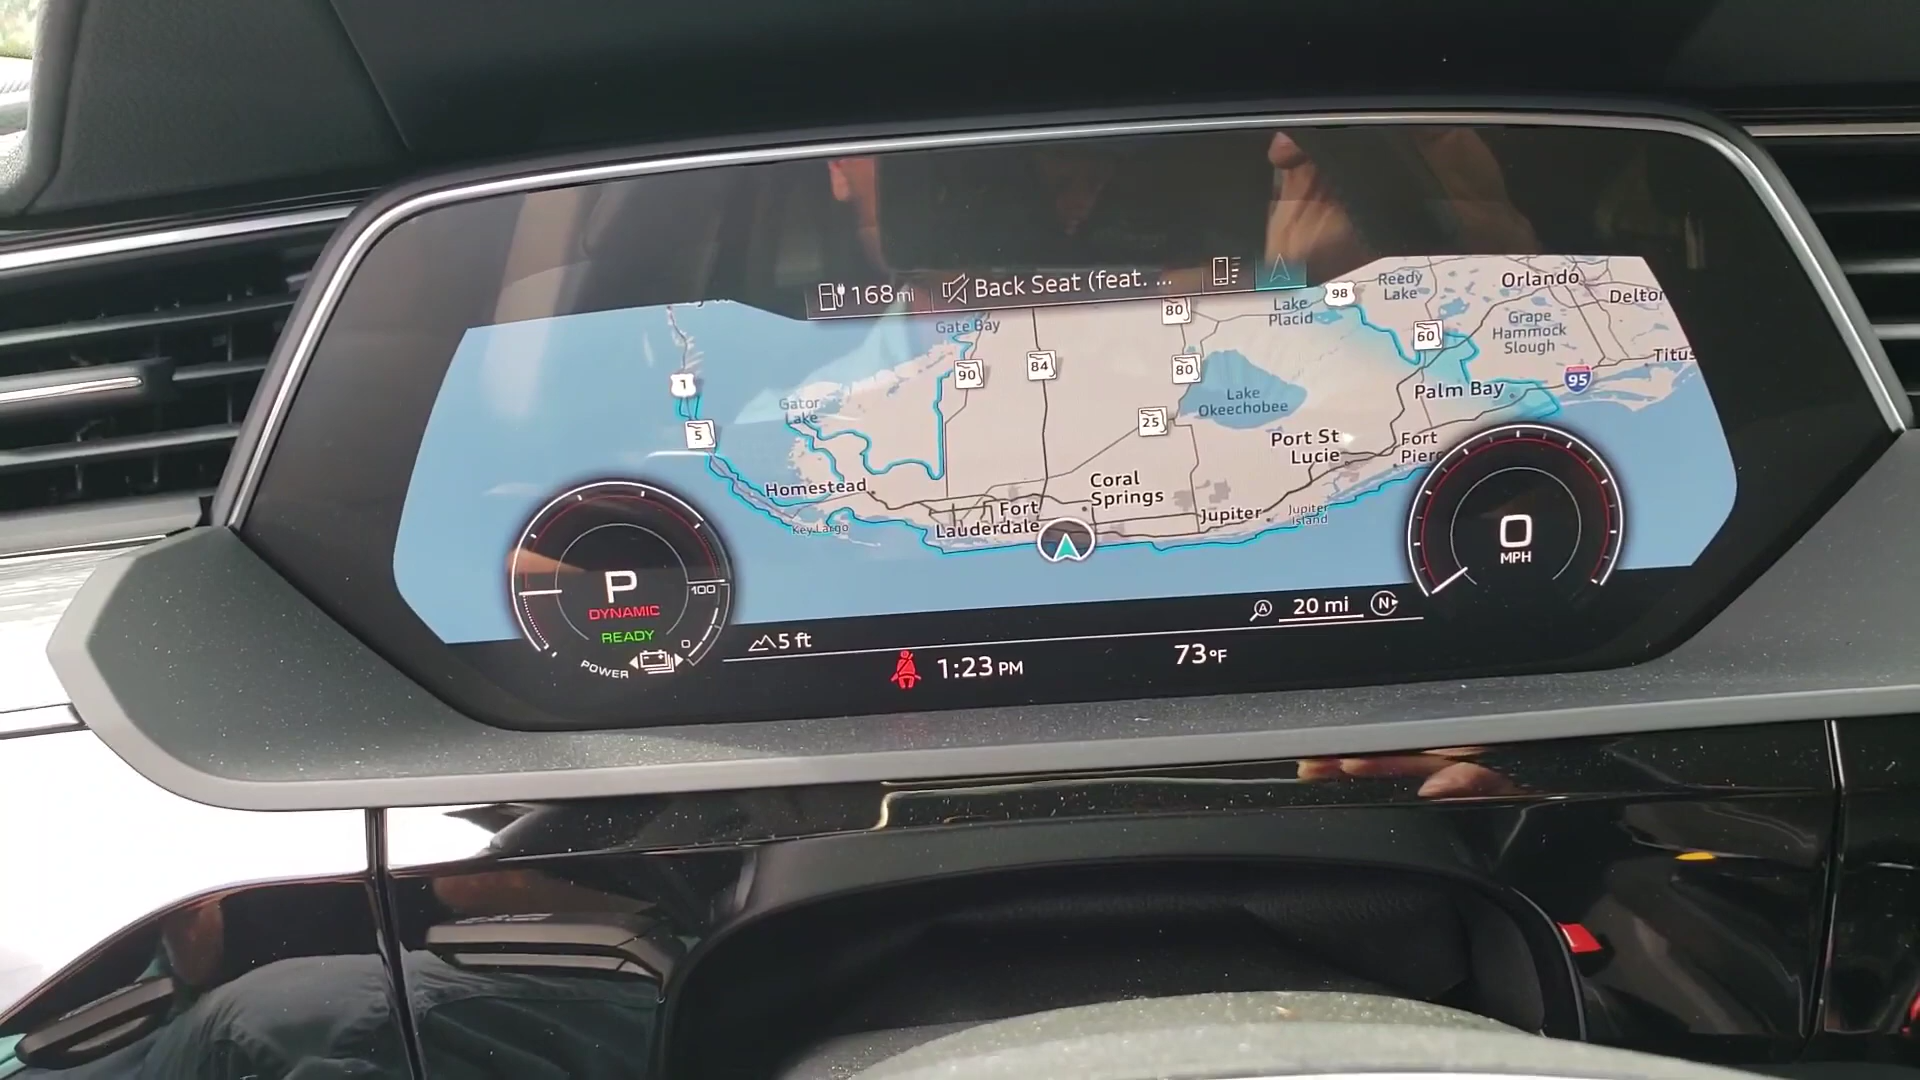 168 mi
Back Seat (feat. ...
Gate Bay
80
Lake
Placid
98
Reedy
Lake
Orlando
Grape
Hammock
Slough
60
1
90
84
80
Lake
Okeechobee
Palm Bay
95
Gator
Lake
5
25
Port St
Lucie
Fort
Homestead
Coral
Springs
Key Largo
Fort
Lauderdale
Jupiter
Jupiter
Island
P
DYNAMIC
READY
POWER
100
0
0
MPH
A
20 mi
N
5 ft
1:23 PM
73°F